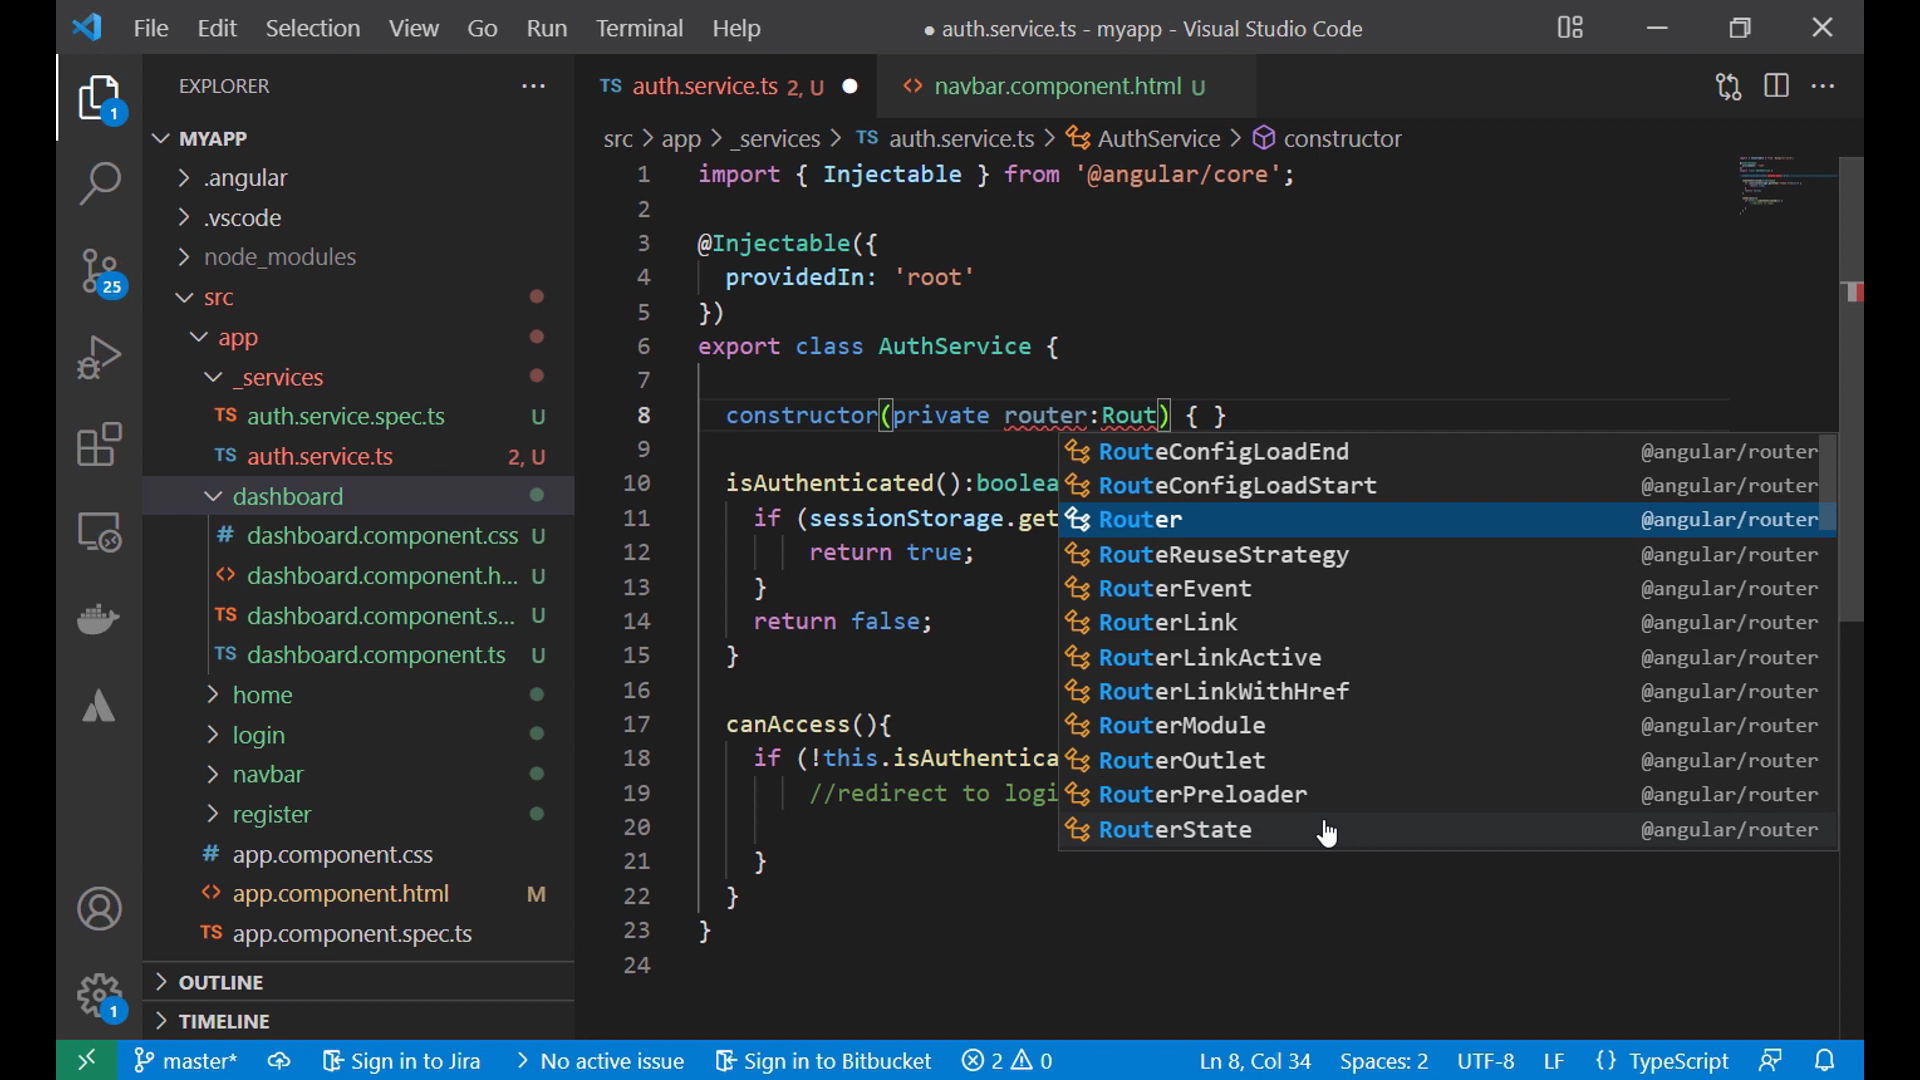 File Edit Selection View Go Run Terminal Help
● auth.service.ts - myapp - Visual Studio Code
EXPLORER ...
TS auth.service.ts 2, U ●
<> navbar.component.html U
MYAPP
.angular
.vscode
node_modules
src
app
_services
TS auth.service.spec.ts U
TS auth.service.ts 2, U
dashboard
# dashboard.component.css U
<> dashboard.component.h... U
TS dashboard.component.s... U
TS dashboard.component.ts U
home
login
navbar
register
# app.component.css
<> app.component.html M
TS app.component.spec.ts
OUTLINE
TIMELINE
1
25
1
src > app > _services > TS auth.service.ts > AuthService > constructor
1 import { Injectable } from '@angular/core';
2
3 @Injectable({
4 providedIn: 'root'
5 })
6 export class AuthService {
7
8 constructor(private router:Rout) { }
9
10 isAuthenticated():boolea
11 if (sessionStorage.get
12 return true;
13 }
14 return false;
15 }
16
17 canAccess(){
18 if (!this.isAuthentica
19 //redirect to logi
20
21 }
22 }
23 }
24
RouteConfigLoadEnd @angular/router
RouteConfigLoadStart @angular/router
Router @angular/router
RouteReuseStrategy @angular/router
RouterEvent @angular/router
RouterLink @angular/router
RouterLinkActive @angular/router
RouterLinkWithHref @angular/router
RouterModule @angular/router
RouterOutlet @angular/router
RouterPreloader @angular/router
RouterState @angular/router
master* Sign in to Jira > No active issue Sign in to Bitbucket 2 0 Ln 8, Col 34 Spaces: 2 UTF-8 LF {} TypeScript